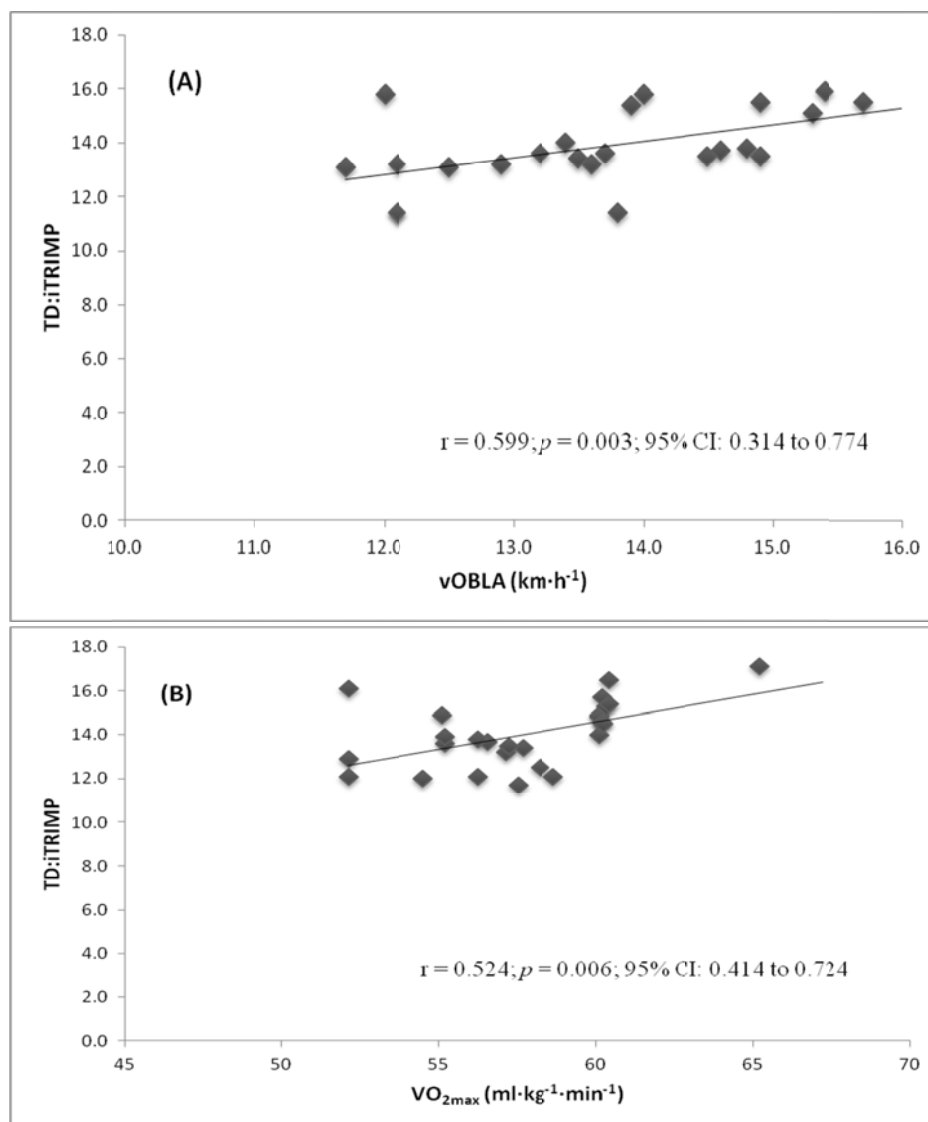 18.0
(A)
16.0
14.0
12.0
10.0
8.0
6.0
4.0
2.0
0.0
TD:iTRIMP
r = 0.599; p = 0.003; 95% CI: 0.314 to 0.774
10.0 11.0 12.0 13.0 14.0 15.0 16.0
vOBLA (km·h⁻¹)
18.0
(B)
16.0
14.0
12.0
10.0
8.0
6.0
4.0
2.0
0.0
TD:iTRIMP
r = 0.524; p = 0.006; 95% CI: 0.414 to 0.724
45 50 55 60 65 70
VO₂max (ml·kg⁻¹·min⁻¹)